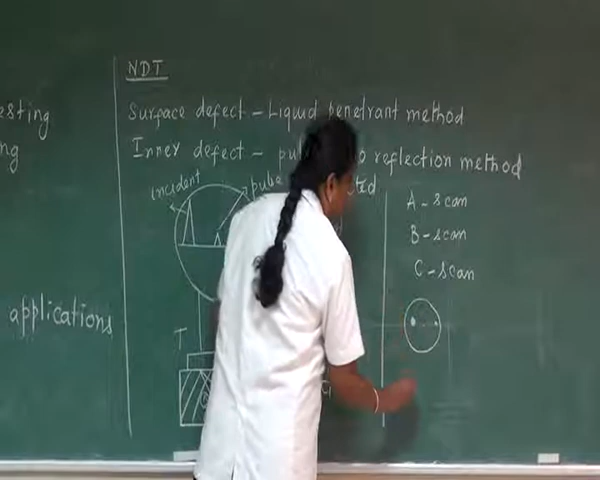 esting
ng
applications
NDT
Surface defect - Liquid penetrant method
Inner defect - pul o reflection method
incident
pulse
ted
T
A - scan
B - scan
C - scan